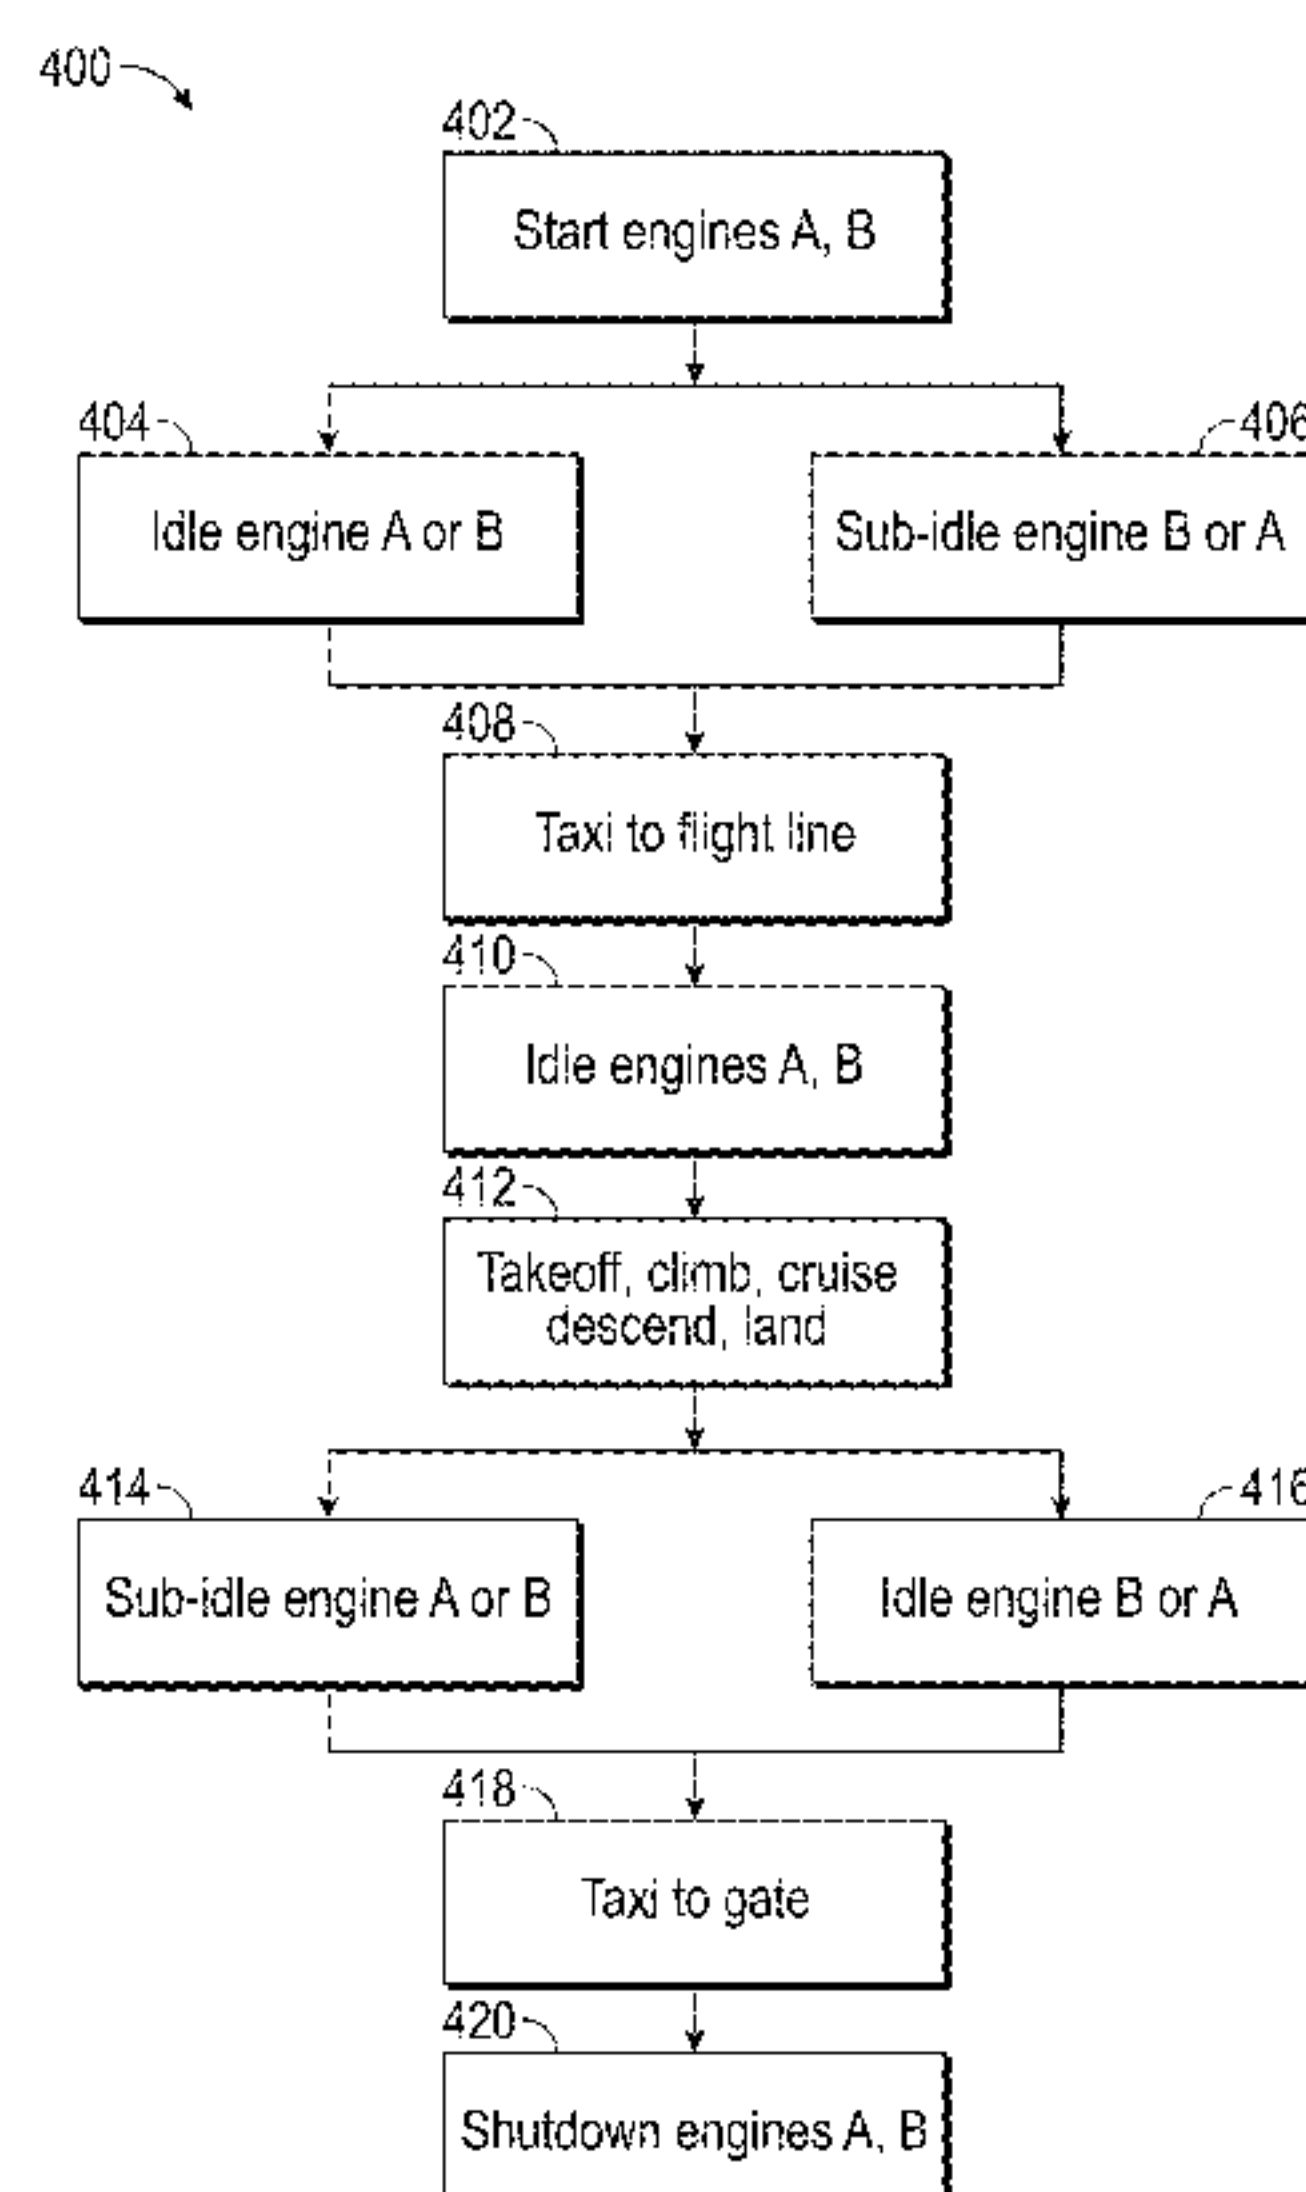 400
402
Start engines A, B
404
406
Idle engine A or B
Sub-idle engine B or A
408
Taxi to flight line
410
Idle engines A, B
412
Takeoff, climb, cruise
descend, land
414
416
Sub-idle engine A or B
Idle engine B or A
418
Taxi to gate
420
Shutdown engines A, B